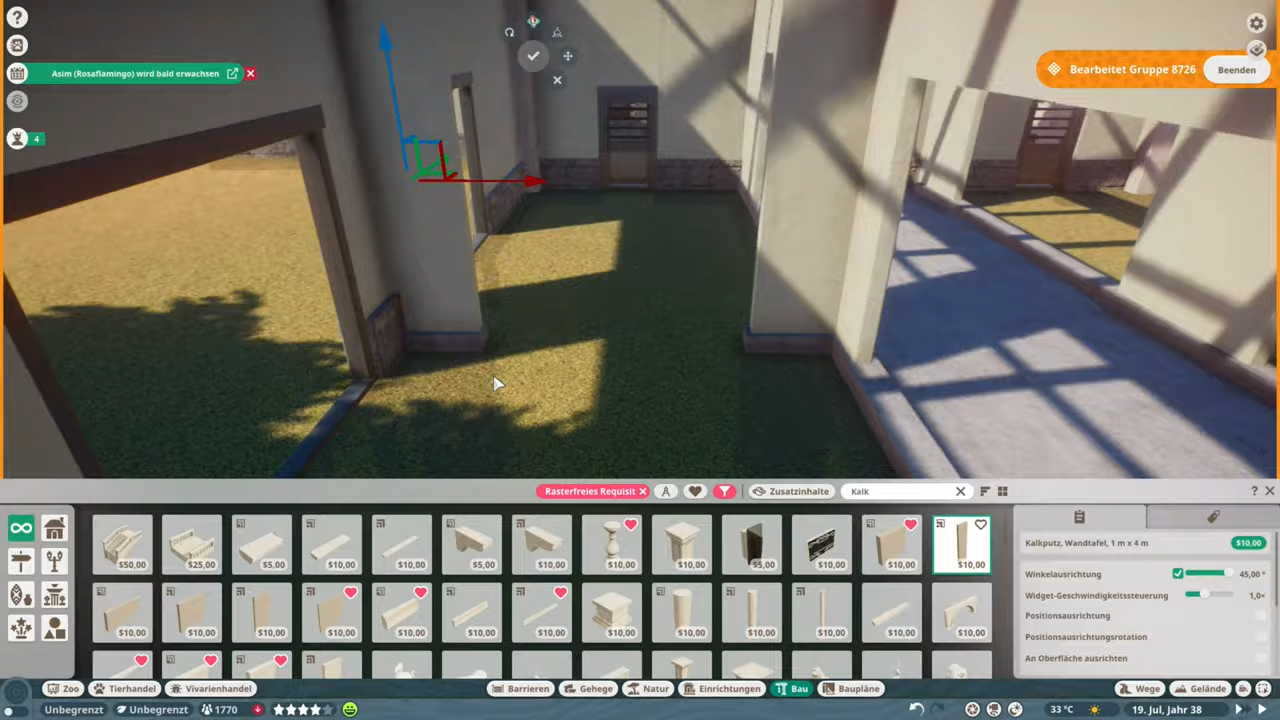 ?
Asim (Rosaflamingo) wird bald erwachsen
4
Bearbeitet Gruppe 8726
Beenden
Rasterfreies Requisit
Zusatzinhalte
Kalk
?
$50,00 $25,00 $5,00 $10,00 $10,00 $5,00 $10,00 $10,00 $10,00 $5,00 $10,00 $10,00 $10,00
$10,00 $10,00 $10,00 $10,00 $10,00 $10,00 $10,00 $10,00 $10,00 $10,00 $10,00 $10,00 $10,00
Kalkputz, Wandtafel, 1 m x 4 m $10,00
Winkelausrichtung 45,00°
Widget-Geschwindigkeitssteuerung 1,0×
Positionsausrichtung
Positionsausrichtungsrotation
An Oberfläche ausrichten
Zoo Tierhandel Vivarienhandel Barrieren Gehege Natur Einrichtungen Bau Baupläne Wege Gelände
Unbegrenzt Unbegrenzt 1770 33 °C 19. Jul, Jahr 38